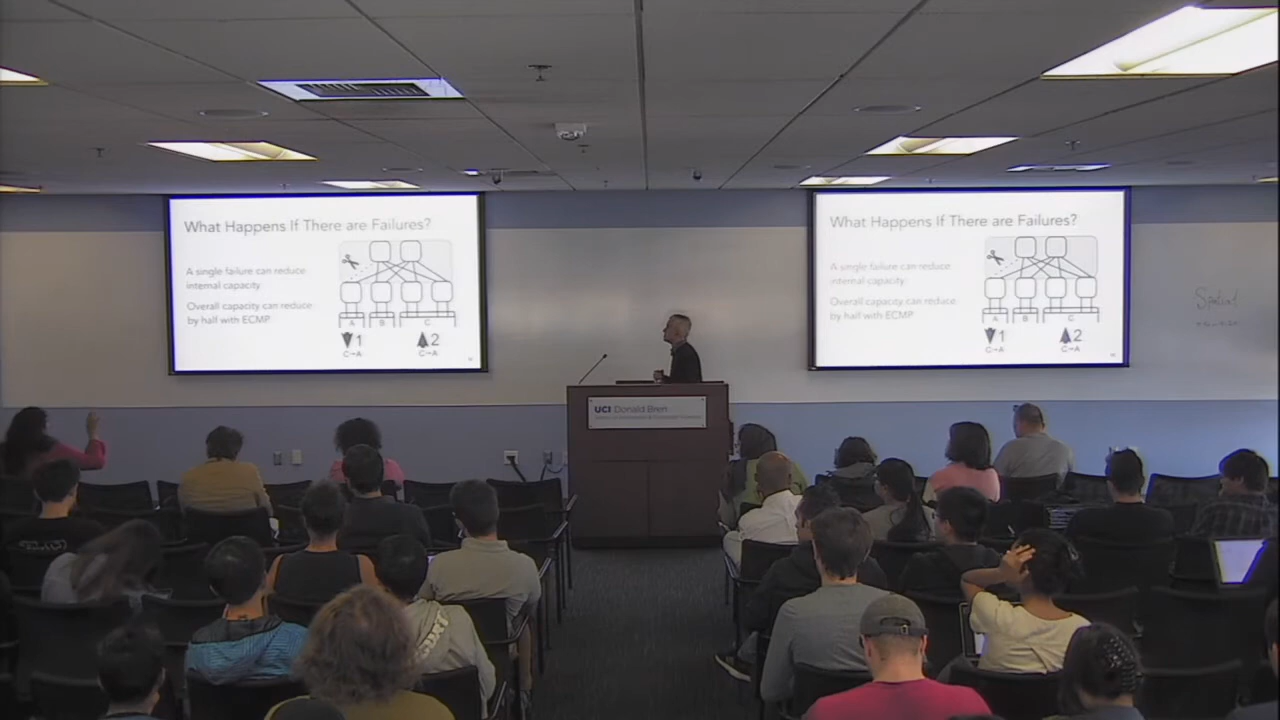 What Happens If There are Failures?
A single failure can reduce
internal capacity
Overall capacity can reduce
by half with ECMP
A B C
1 2
C→A C→A
What Happens If There are Failures?
A single failure can reduce
internal capacity
Overall capacity can reduce
by half with ECMP
A B C
1 2
C→A C→A
Spatial
UCI Donald Bren